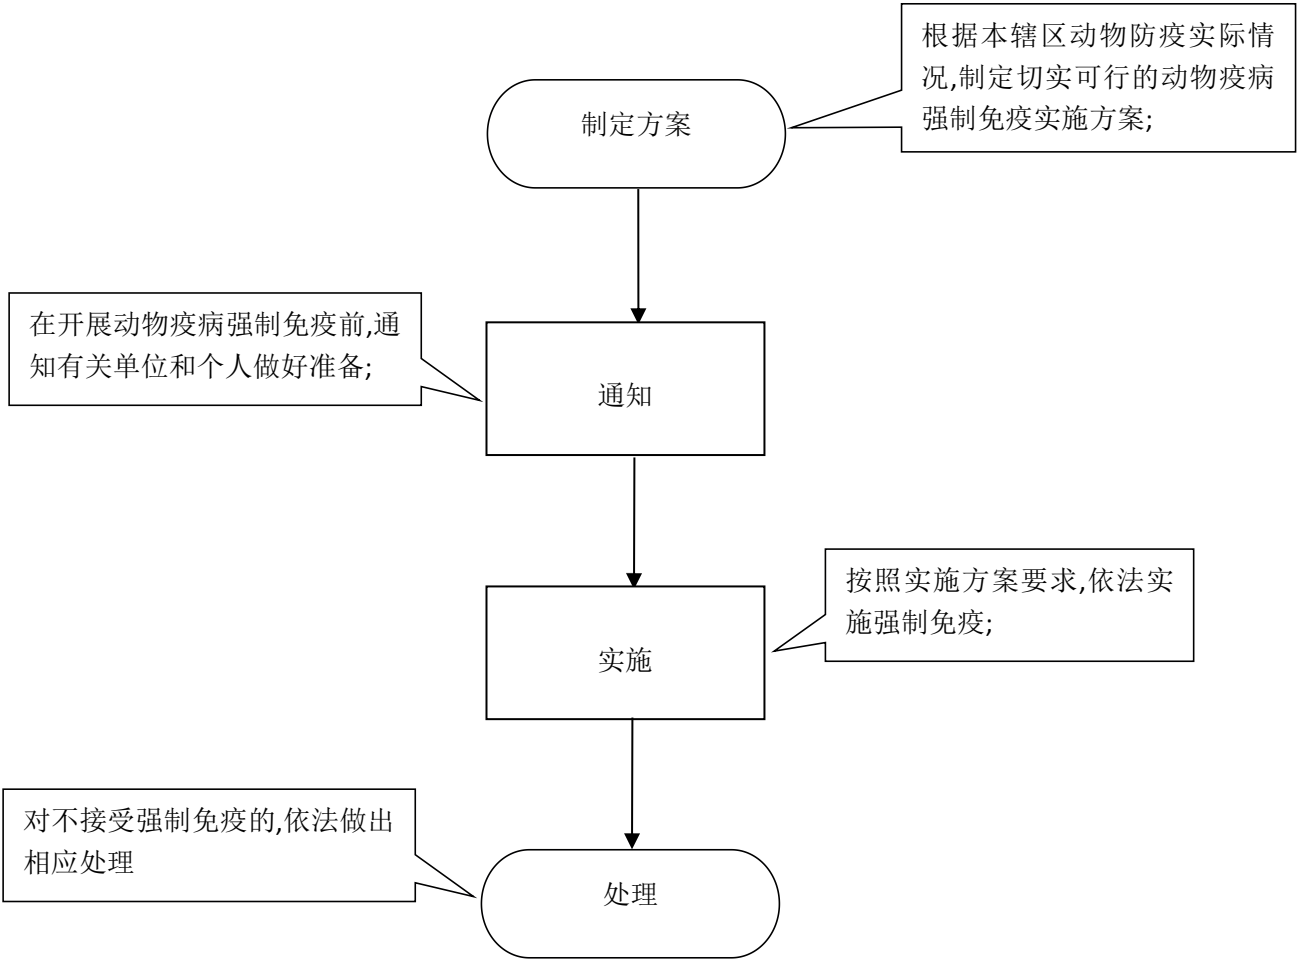 根据本辖区动物防疫实际情
况,制定切实可行的动物疫病
强制免疫实施方案;
制定方案
在开展动物疫病强制免疫前,通
知有关单位和个人做好准备;
通知
按照实施方案要求,依法实
施强制免疫;
实施
对不接受强制免疫的,依法做出
相应处理
处理